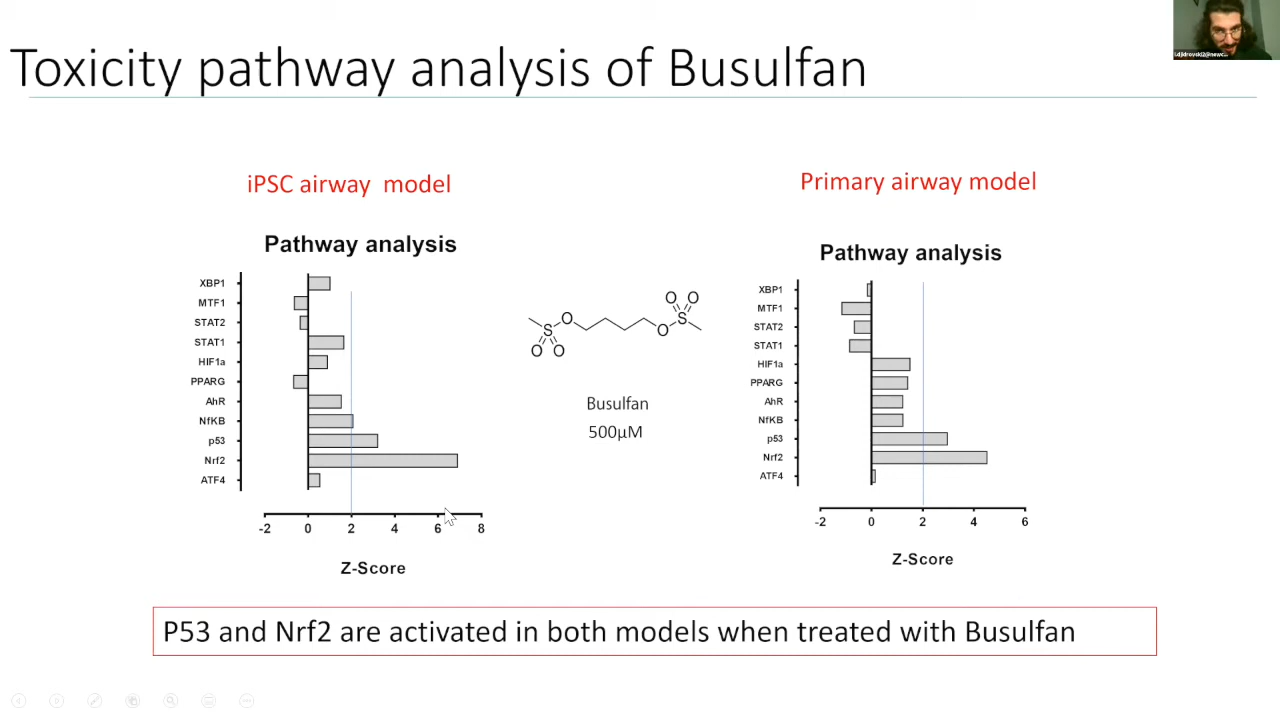 Toxicity pathway analysis of Busulfan
iPSC airway model
Pathway analysis
XBP1
MTF1
STAT2
STAT1
HIF1a
PPARG
AhR
NfKB
p53
Nrf2
ATF4
-2 0 2 4 6 8
Z-Score
O O
S O
O S
O O
Busulfan
500µM
Primary airway model
Pathway analysis
XBP1
MTF1
STAT2
STAT1
HIF1a
PPARG
AhR
NfKB
p53
Nrf2
ATF4
-2 0 2 4 6
Z-Score
P53 and Nrf2 are activated in both models when treated with Busulfan